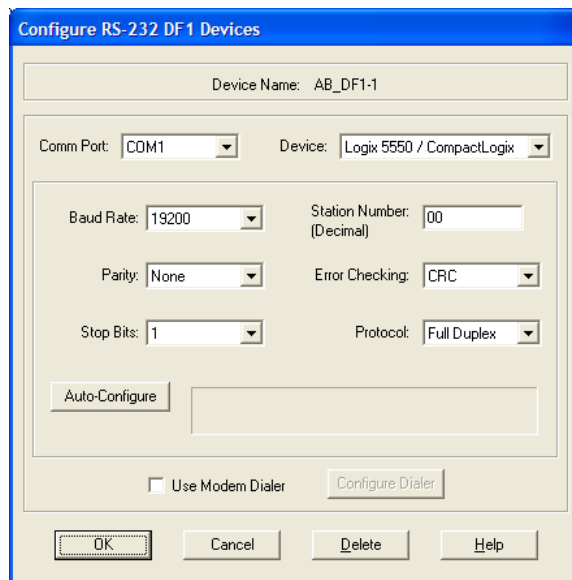 Configure RS-232 DF1 Devices
Device Name: AB_DF1-1
Comm Port: COM1 Device: Logix 5550 / CompactLogix
Baud Rate: 19200 Station Number: 00
(Decimal)
Parity: None Error Checking: CRC
Stop Bits: 1 Protocol: Full Duplex
Auto-Configure
Use Modem Dialer Configure Dialer
OK Cancel Delete Help